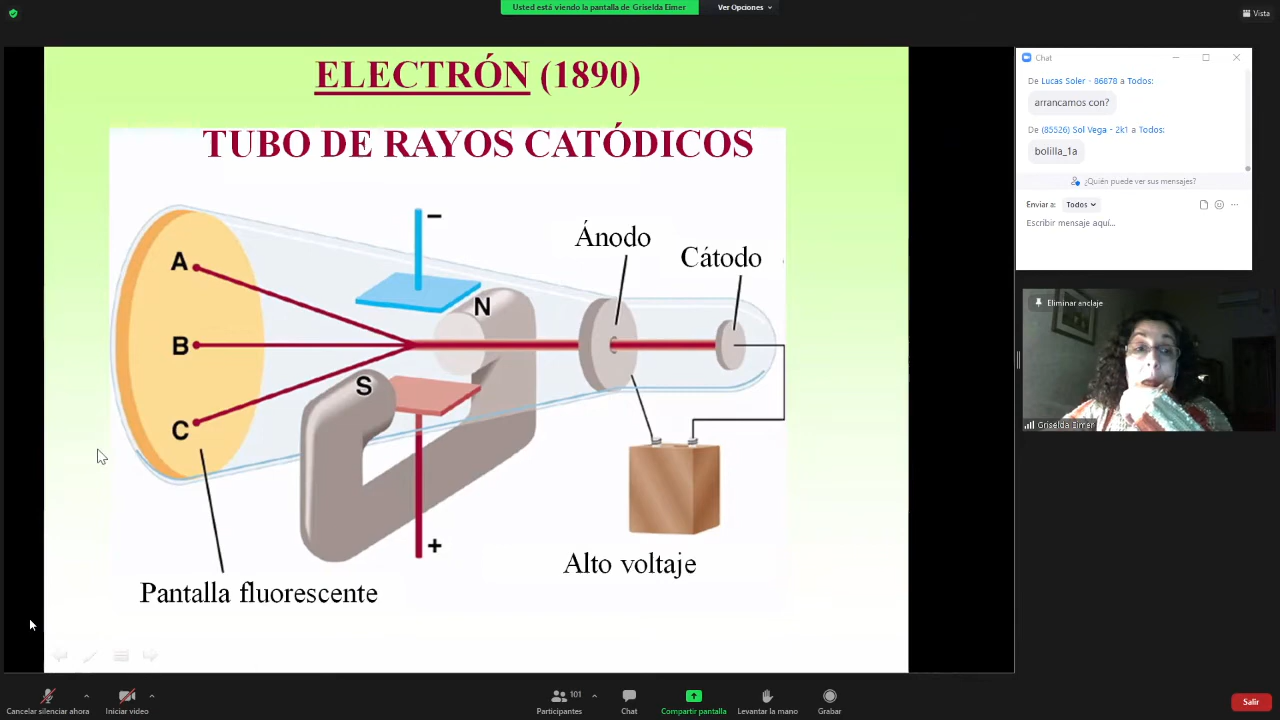 Usted está viendo la pantalla de Griselda Eimer
Ver Opciones
Vista
ELECTRÓN (1890)
TUBO DE RAYOS CATÓDICOS
Ánodo
Cátodo
A
B
C
−
N
S
+
Alto voltaje
Pantalla fluorescente
Chat
De Lucas Soler - 86878 a Todos:
arrancamos con?
De (85526) Sol Vega - 2k1 a Todos:
bolilla_1a
¿Quién puede ver sus mensajes?
Enviar a: Todos
Escribir mensaje aquí...
Eliminar anclaje
Griselda Eimer
Cancelar silenciar ahora
Iniciar video
101
Participantes
Chat
Compartir pantalla
Levantar la mano
Grabar
Salir